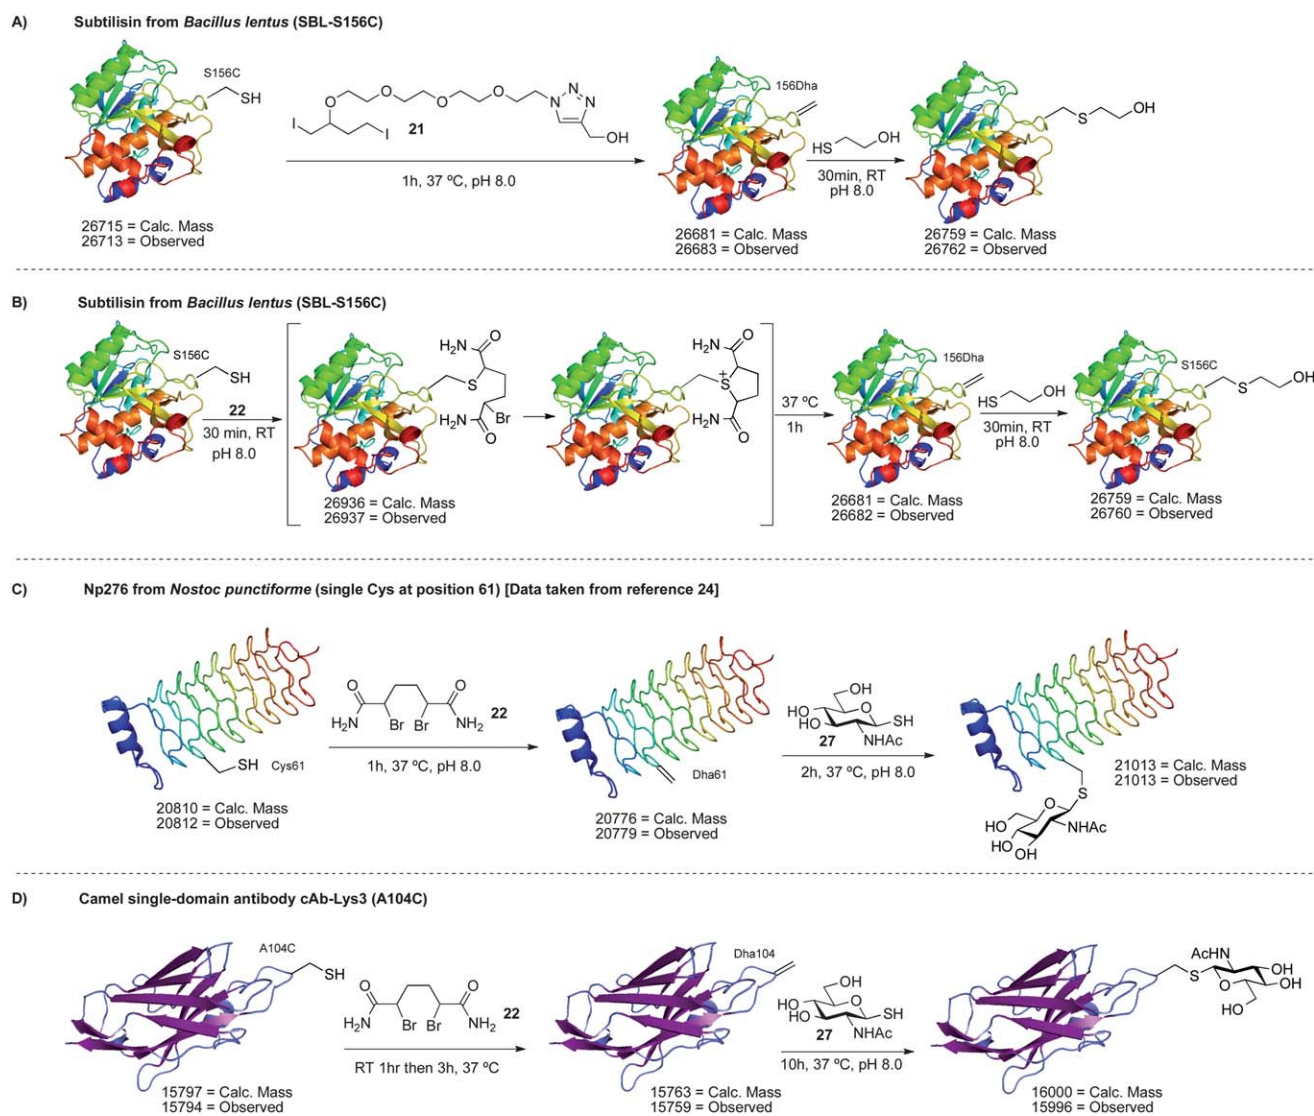 A) Subtilisin from Bacillus lentus (SBL-S156C)
S156C
SH
O
O
O
O
N
N
N
I
I
21
OH
1h, 37 ºC, pH 8.0
26715 = Calc. Mass
26713 = Observed
156Dha
HS
OH
30min, RT
pH 8.0
26681 = Calc. Mass
26683 = Observed
S
OH
26759 = Calc. Mass
26762 = Observed
B) Subtilisin from Bacillus lentus (SBL-S156C)
S156C
SH
22
30 min, RT
pH 8.0
H2N
O
S
H2N
Br
O
26936 = Calc. Mass
26937 = Observed
H2N
O
S
+
H2N
O
37 ºC
1h
156Dha
HS
OH
30min, RT
pH 8.0
26681 = Calc. Mass
26682 = Observed
S156C
S
OH
26759 = Calc. Mass
26760 = Observed
C) Np276 from Nostoc punctiforme (single Cys at position 61) [Data taken from reference 24]
SH
Cys61
20810 = Calc. Mass
20812 = Observed
O
O
H2N
Br
Br
NH2
22
1h, 37 ºC, pH 8.0
Dha61
20776 = Calc. Mass
20779 = Observed
OH
HO
O
HO
SH
27
NHAc
2h, 37 ºC, pH 8.0
21013 = Calc. Mass
21013 = Observed
S
O
HO
NHAc
HO
OH
D) Camel single-domain antibody cAb-Lys3 (A104C)
A104C
SH
15797 = Calc. Mass
15794 = Observed
O
O
H2N
Br
Br
NH2
22
RT 1hr then 3h, 37 ºC
Dha104
15763 = Calc. Mass
15759 = Observed
OH
HO
O
HO
SH
27
NHAc
10h, 37 ºC, pH 8.0
AcHN
OH
S
O
OH
HO
16000 = Calc. Mass
15996 = Observed